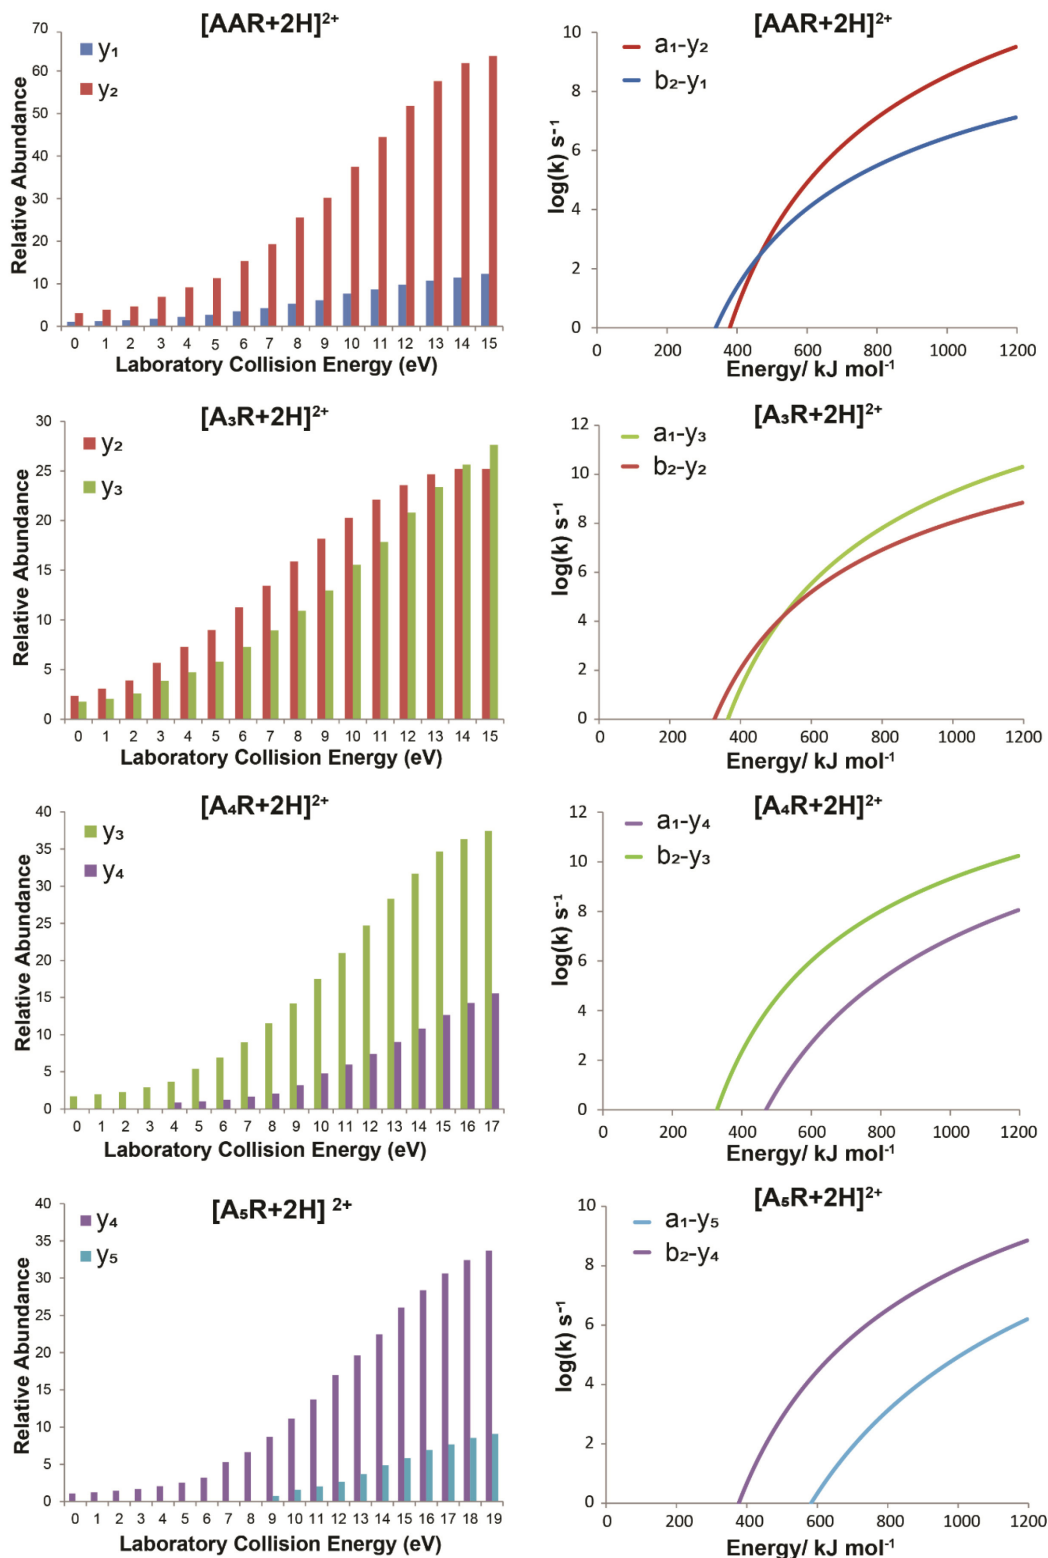 [AAR+2H]²⁺
70
60
50
40
30
20
10
0
Relative Abundance
y₁
y₂
0 1 2 3 4 5 6 7 8 9 10 11 12 13 14 15
Laboratory Collision Energy (eV)
[AAR+2H]²⁺
10
8
6
4
2
0
log(k) s⁻¹
a₁-y₂
b₂-y₁
0 200 400 600 800 1000 1200
Energy/ kJ mol⁻¹
[A₃R+2H]²⁺
30
25
20
15
10
5
0
Relative Abundance
y₂
y₃
0 1 2 3 4 5 6 7 8 9 10 11 12 13 14 15
Laboratory Collision Energy (eV)
[A₃R+2H]²⁺
12
10
8
6
4
2
0
log(k) s⁻¹
a₁-y₃
b₂-y₂
0 200 400 600 800 1000 1200
Energy/ kJ mol⁻¹
[A₄R+2H]²⁺
40
35
30
25
20
15
10
5
0
Relative Abundance
y₃
y₄
0 1 2 3 4 5 6 7 8 9 10 11 12 13 14 15 16 17
Laboratory Collision Energy (eV)
[A₄R+2H]²⁺
12
10
8
6
4
2
0
log(k) s⁻¹
a₁-y₄
b₂-y₃
0 200 400 600 800 1000 1200
Energy/ kJ mol⁻¹
[A₅R+2H] ²⁺
40
35
30
25
20
15
10
5
0
Relative Abundance
y₄
y₅
0 1 2 3 4 5 6 7 8 9 10 11 12 13 14 15 16 17 18 19
Laboratory Collision Energy (eV)
[A₅R+2H]²⁺
10
8
6
4
2
0
log(k) s⁻¹
a₁-y₅
b₂-y₄
0 200 400 600 800 1000 1200
Energy/ kJ mol⁻¹